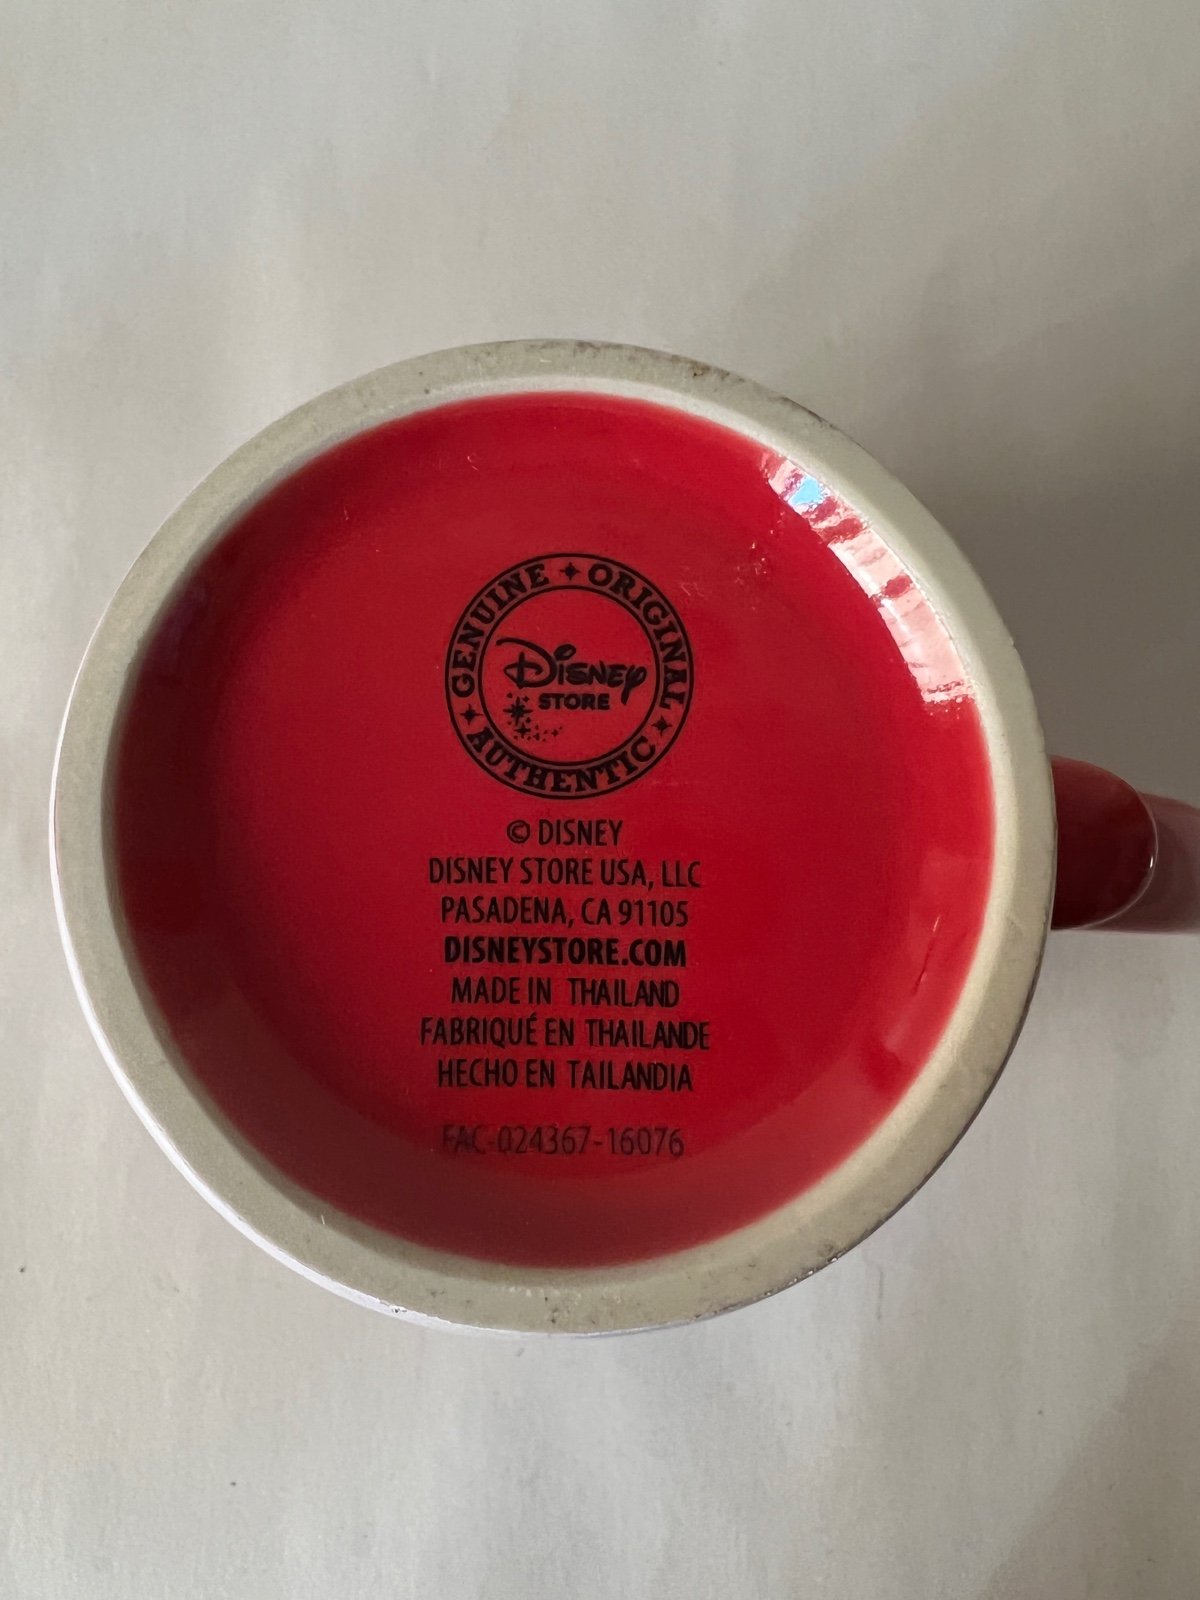 GENUINE ✦ ORIGINAL ✦ AUTHENTIC ✦
Disney
STORE
© DISNEY
DISNEY STORE USA, LLC
PASADENA, CA 91105
DISNEYSTORE.COM
MADE IN THAILAND
FABRIQUÉ EN THAILANDE
HECHO EN TAILANDIA
FAC-024367-16076